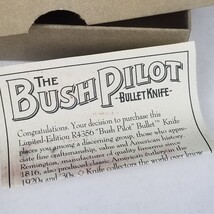 THE
BUSH PILOT
-BULLET KNIFE-
Congratulations. Your decision to purchase this
Limited-Edition R4356 "Bush Pilot" Bullet™ Knife
places you among a discerning group, those who appre-
ciate fine craftsmanship, value and American history.
Remington, manufacturer of quality firearms since
1816, also produced classic American knives in the
1920s and '30s. ◇ Knife collectors the world over know